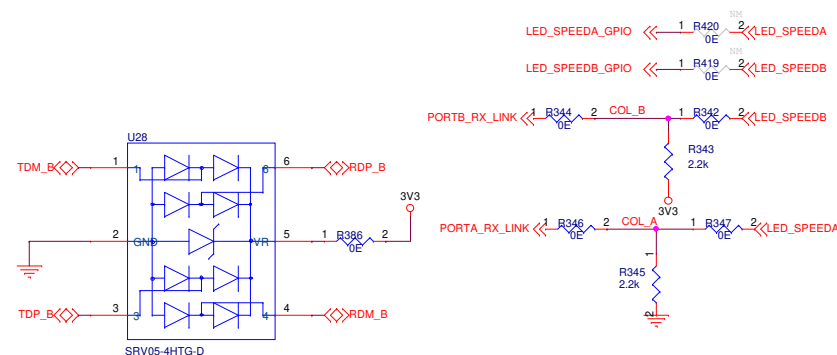 NM
LED_SPEEDA_GPIO 1 R420 2 LED_SPEEDA
0E
NM
LED_SPEEDB_GPIO 1 R419 2 LED_SPEEDB
0E
PORTB_RX_LINK 1 R344 2 COL_B 1 R342 2 LED_SPEEDB
0E 0E
U28
R343
2.2k
TDM_B 1 1 6 6 RDP_B
3V3
3V3
PORTA_RX_LINK 1 R346 2 COL_A 1 R347 2 LED_SPEEDA
0E 0E
2 GND VR 5 1 R386 2
0E
1
R345
2.2k
2
TDP_B 3 3 4 4 RDM_B
SRV05-4HTG-D